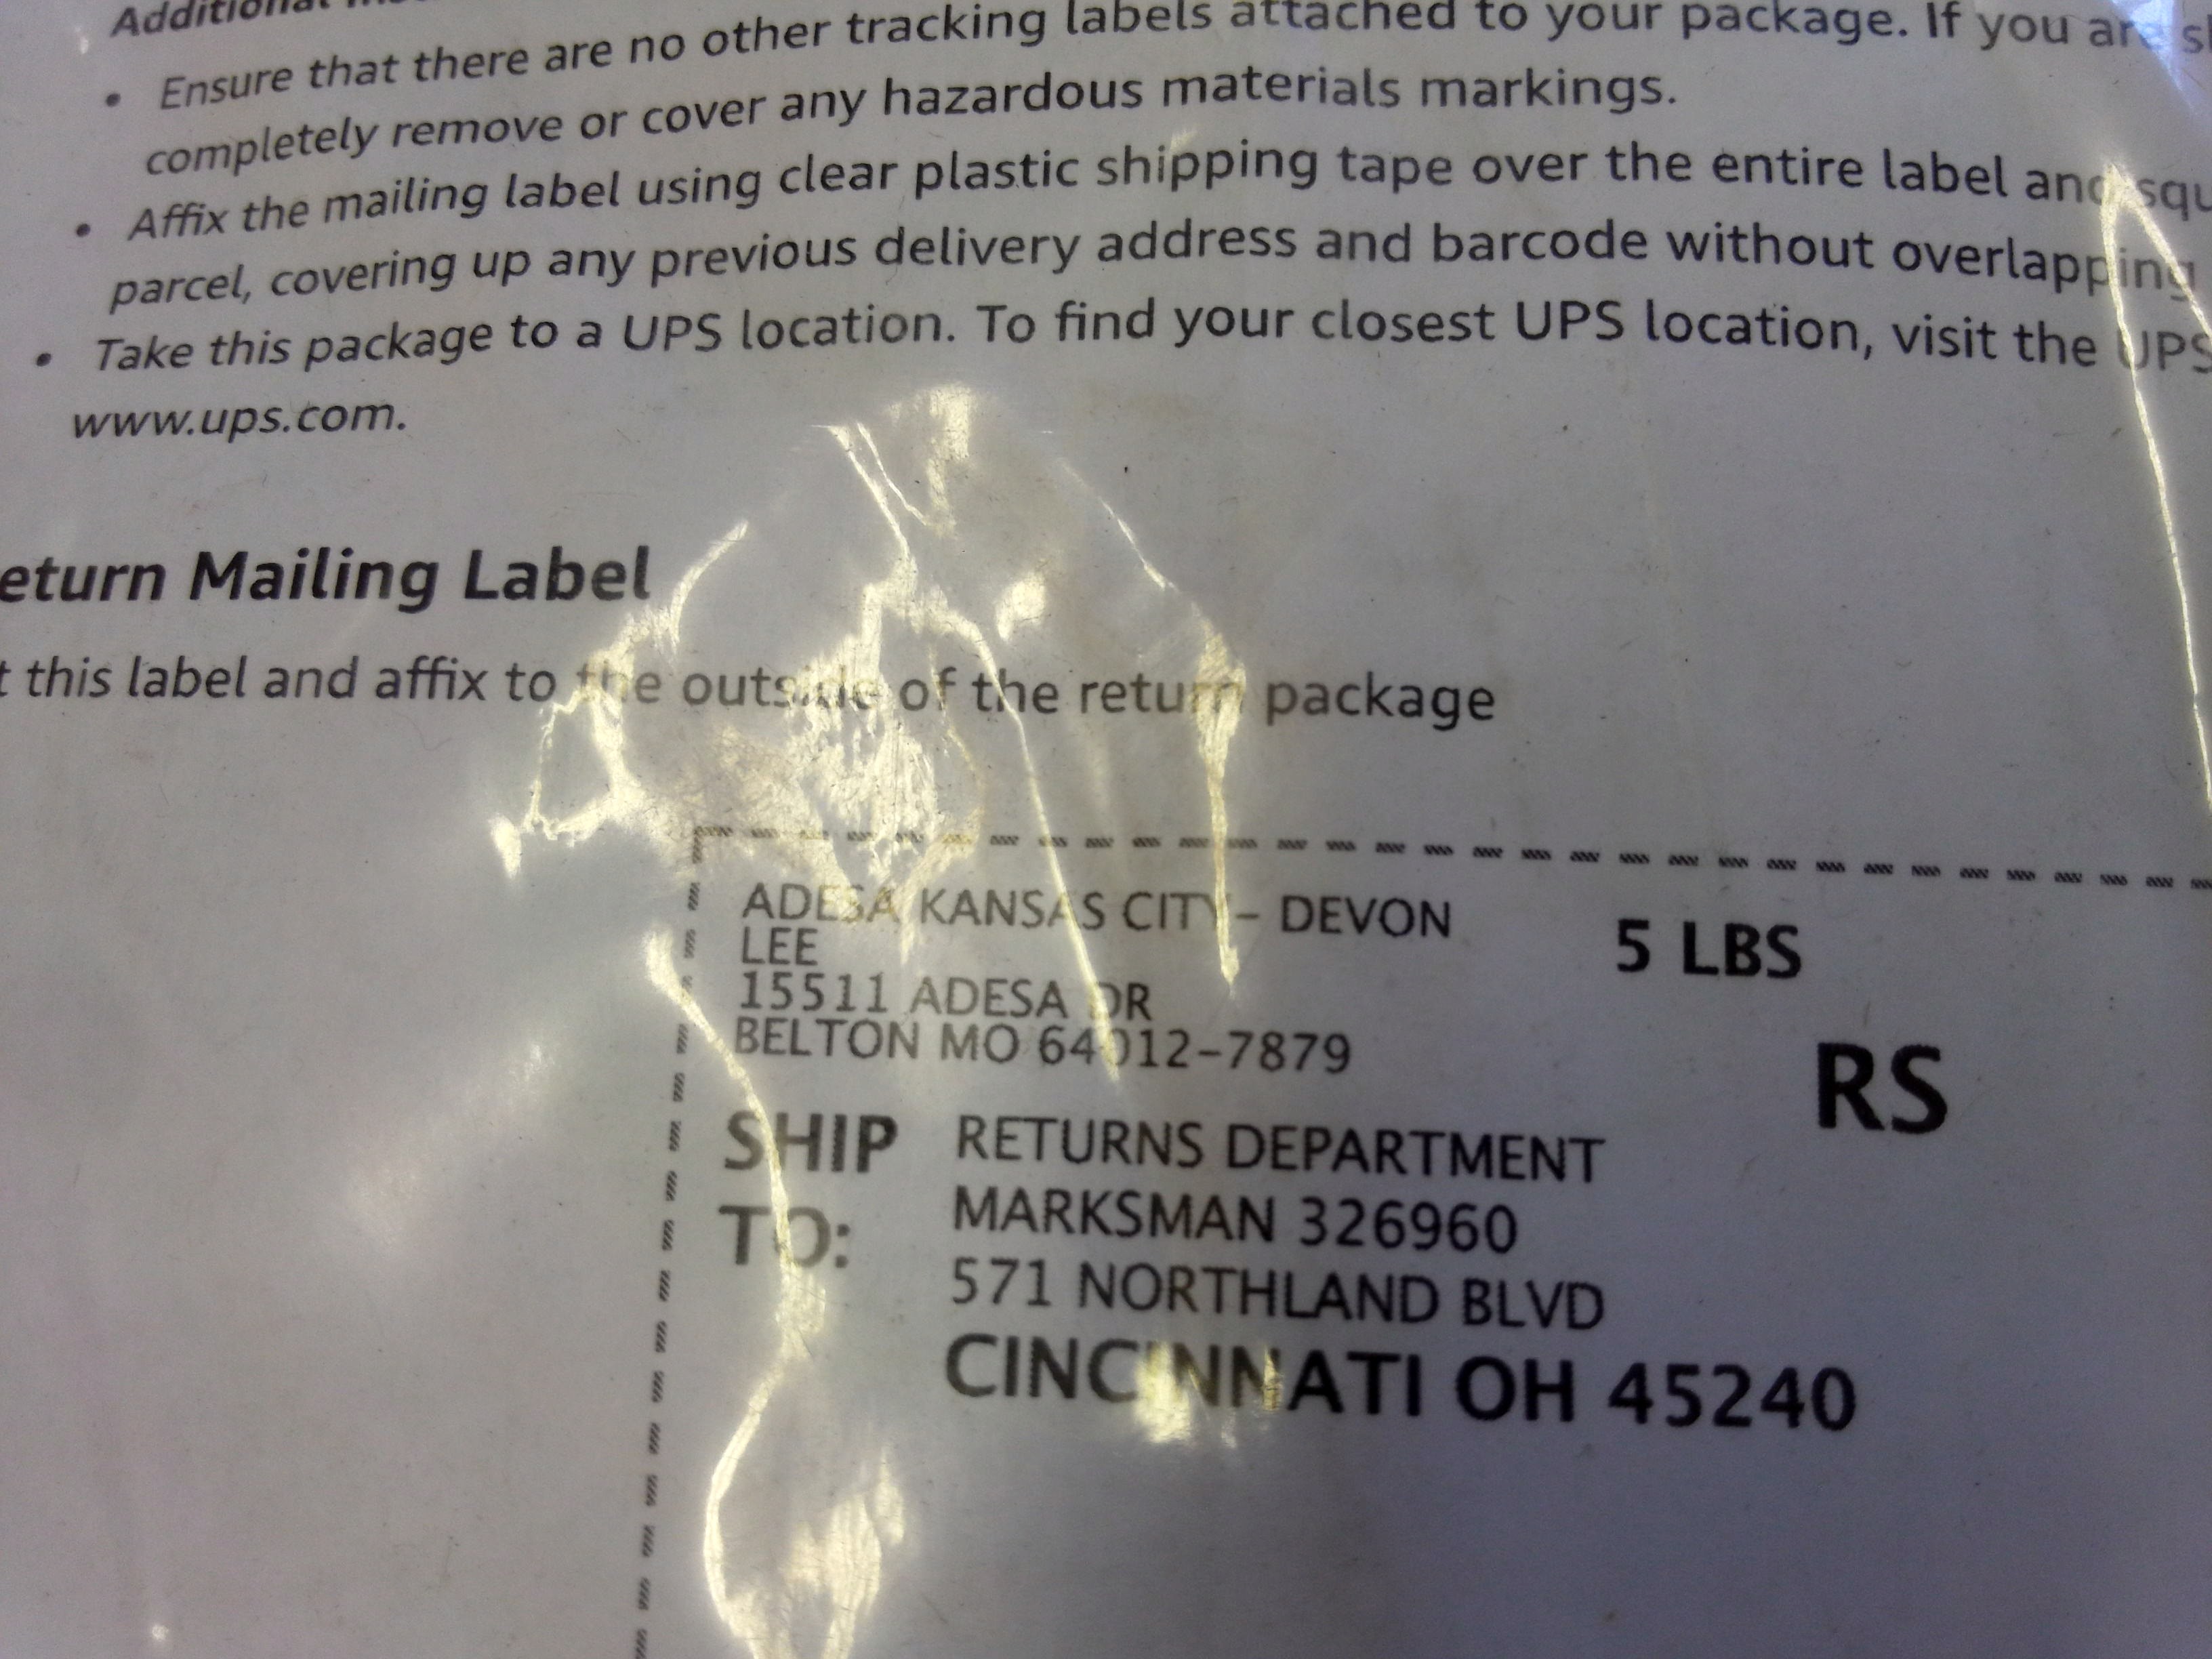 Additional
• Ensure that there are no other tracking labels attached to your package. If you are
completely remove or cover any hazardous materials markings.
• Affix the mailing label using clear plastic shipping tape over the entire label and
parcel, covering up any previous delivery address and barcode without overlapping
• Take this package to a UPS location. To find your closest UPS location, visit the UPS
www.ups.com.
eturn Mailing Label
t this label and affix to the outside of the return package
ADESA KANSAS CITY- DEVON
LEE
5 LBS
15511 ADESA DR
BELTON MO 64012-7879
RS
SHIP TO:
RETURNS DEPARTMENT
MARKSMAN 326960
571 NORTHLAND BLVD
CINCINNATI OH 45240